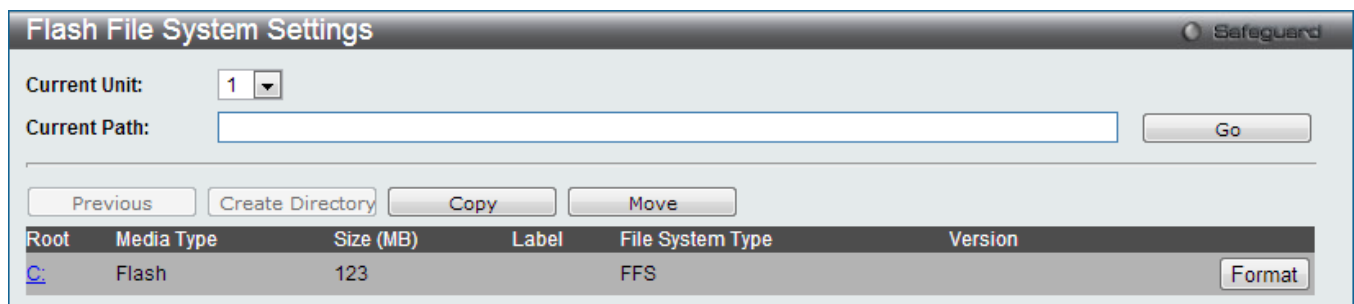 Flash File System Settings Safeguard
Current Unit: 1
Current Path: Go
Previous Create Directory Copy Move
Root Media Type Size (MB) Label File System Type Version
C: Flash 123 FFS Format